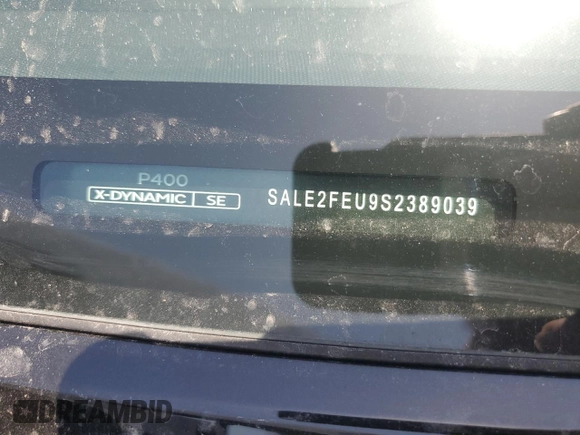 P400
X-DYNAMIC SE SALE2FEU9S2389039
DREAMBID